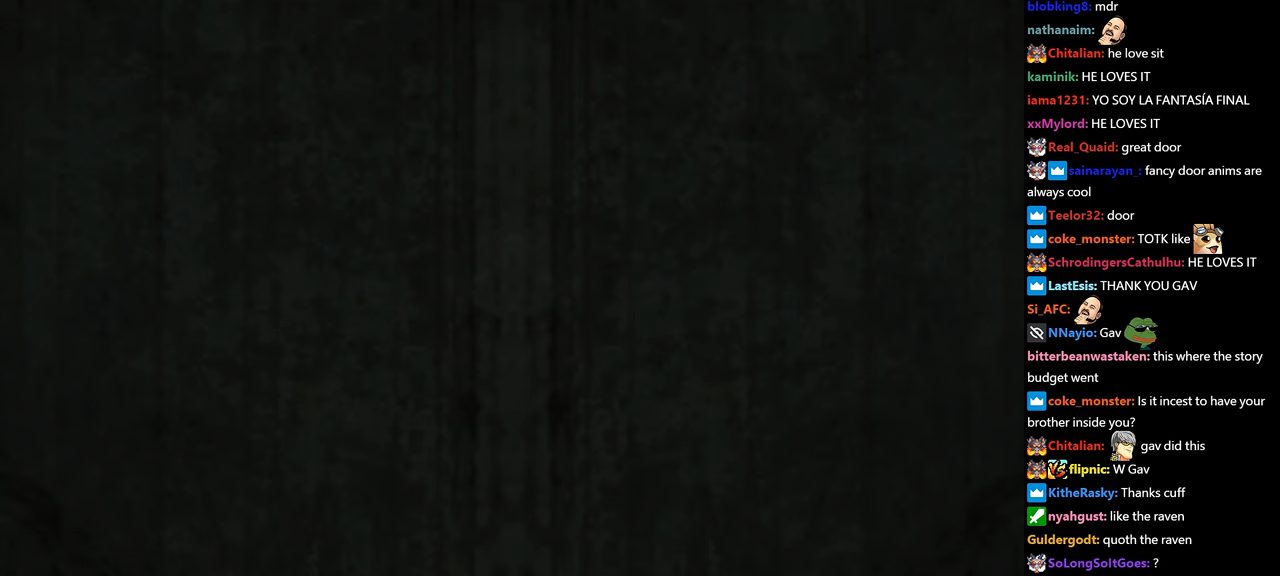 blobking8: mdr
nathanaim:
Chitalian: he love sit
kaminik: HE LOVES IT
iama1231: YO SOY LA FANTASÍA FINAL
xxMylord: HE LOVES IT
Real_Quaid: great door
sainarayan_: fancy door anims are
always cool
Teelor32: door
coke_monster: TOTK like
SchrodingersCathulhu: HE LOVES IT
LastEsis: THANK YOU GAV
Si_AFC:
NNayio: Gav
bitterbeanwastaken: this where the story
budget went
coke_monster: Is it incest to have your
brother inside you?
Chitalian: gav did this
flipnic: W Gav
KitheRasky: Thanks cuff
nyahgust: like the raven
Guldergodt: quoth the raven
SoLongSoItGoes: ?